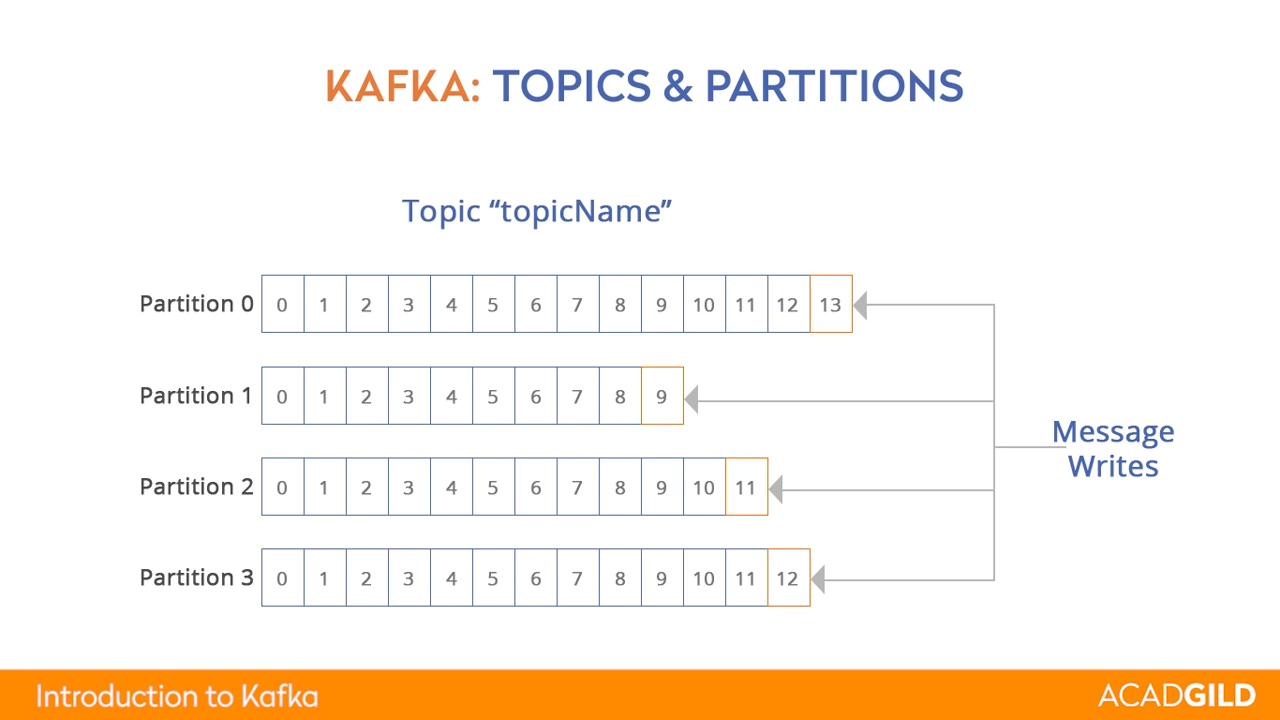 KAFKA: TOPICS & PARTITIONS
Topic “topicName”
Partition 0 0 1 2 3 4 5 6 7 8 9 10 11 12 13
Partition 1 0 1 2 3 4 5 6 7 8 9
Partition 2 0 1 2 3 4 5 6 7 8 9 10 11
Partition 3 0 1 2 3 4 5 6 7 8 9 10 11 12
Message
Writes
Introduction to Kafka
ACADGILD